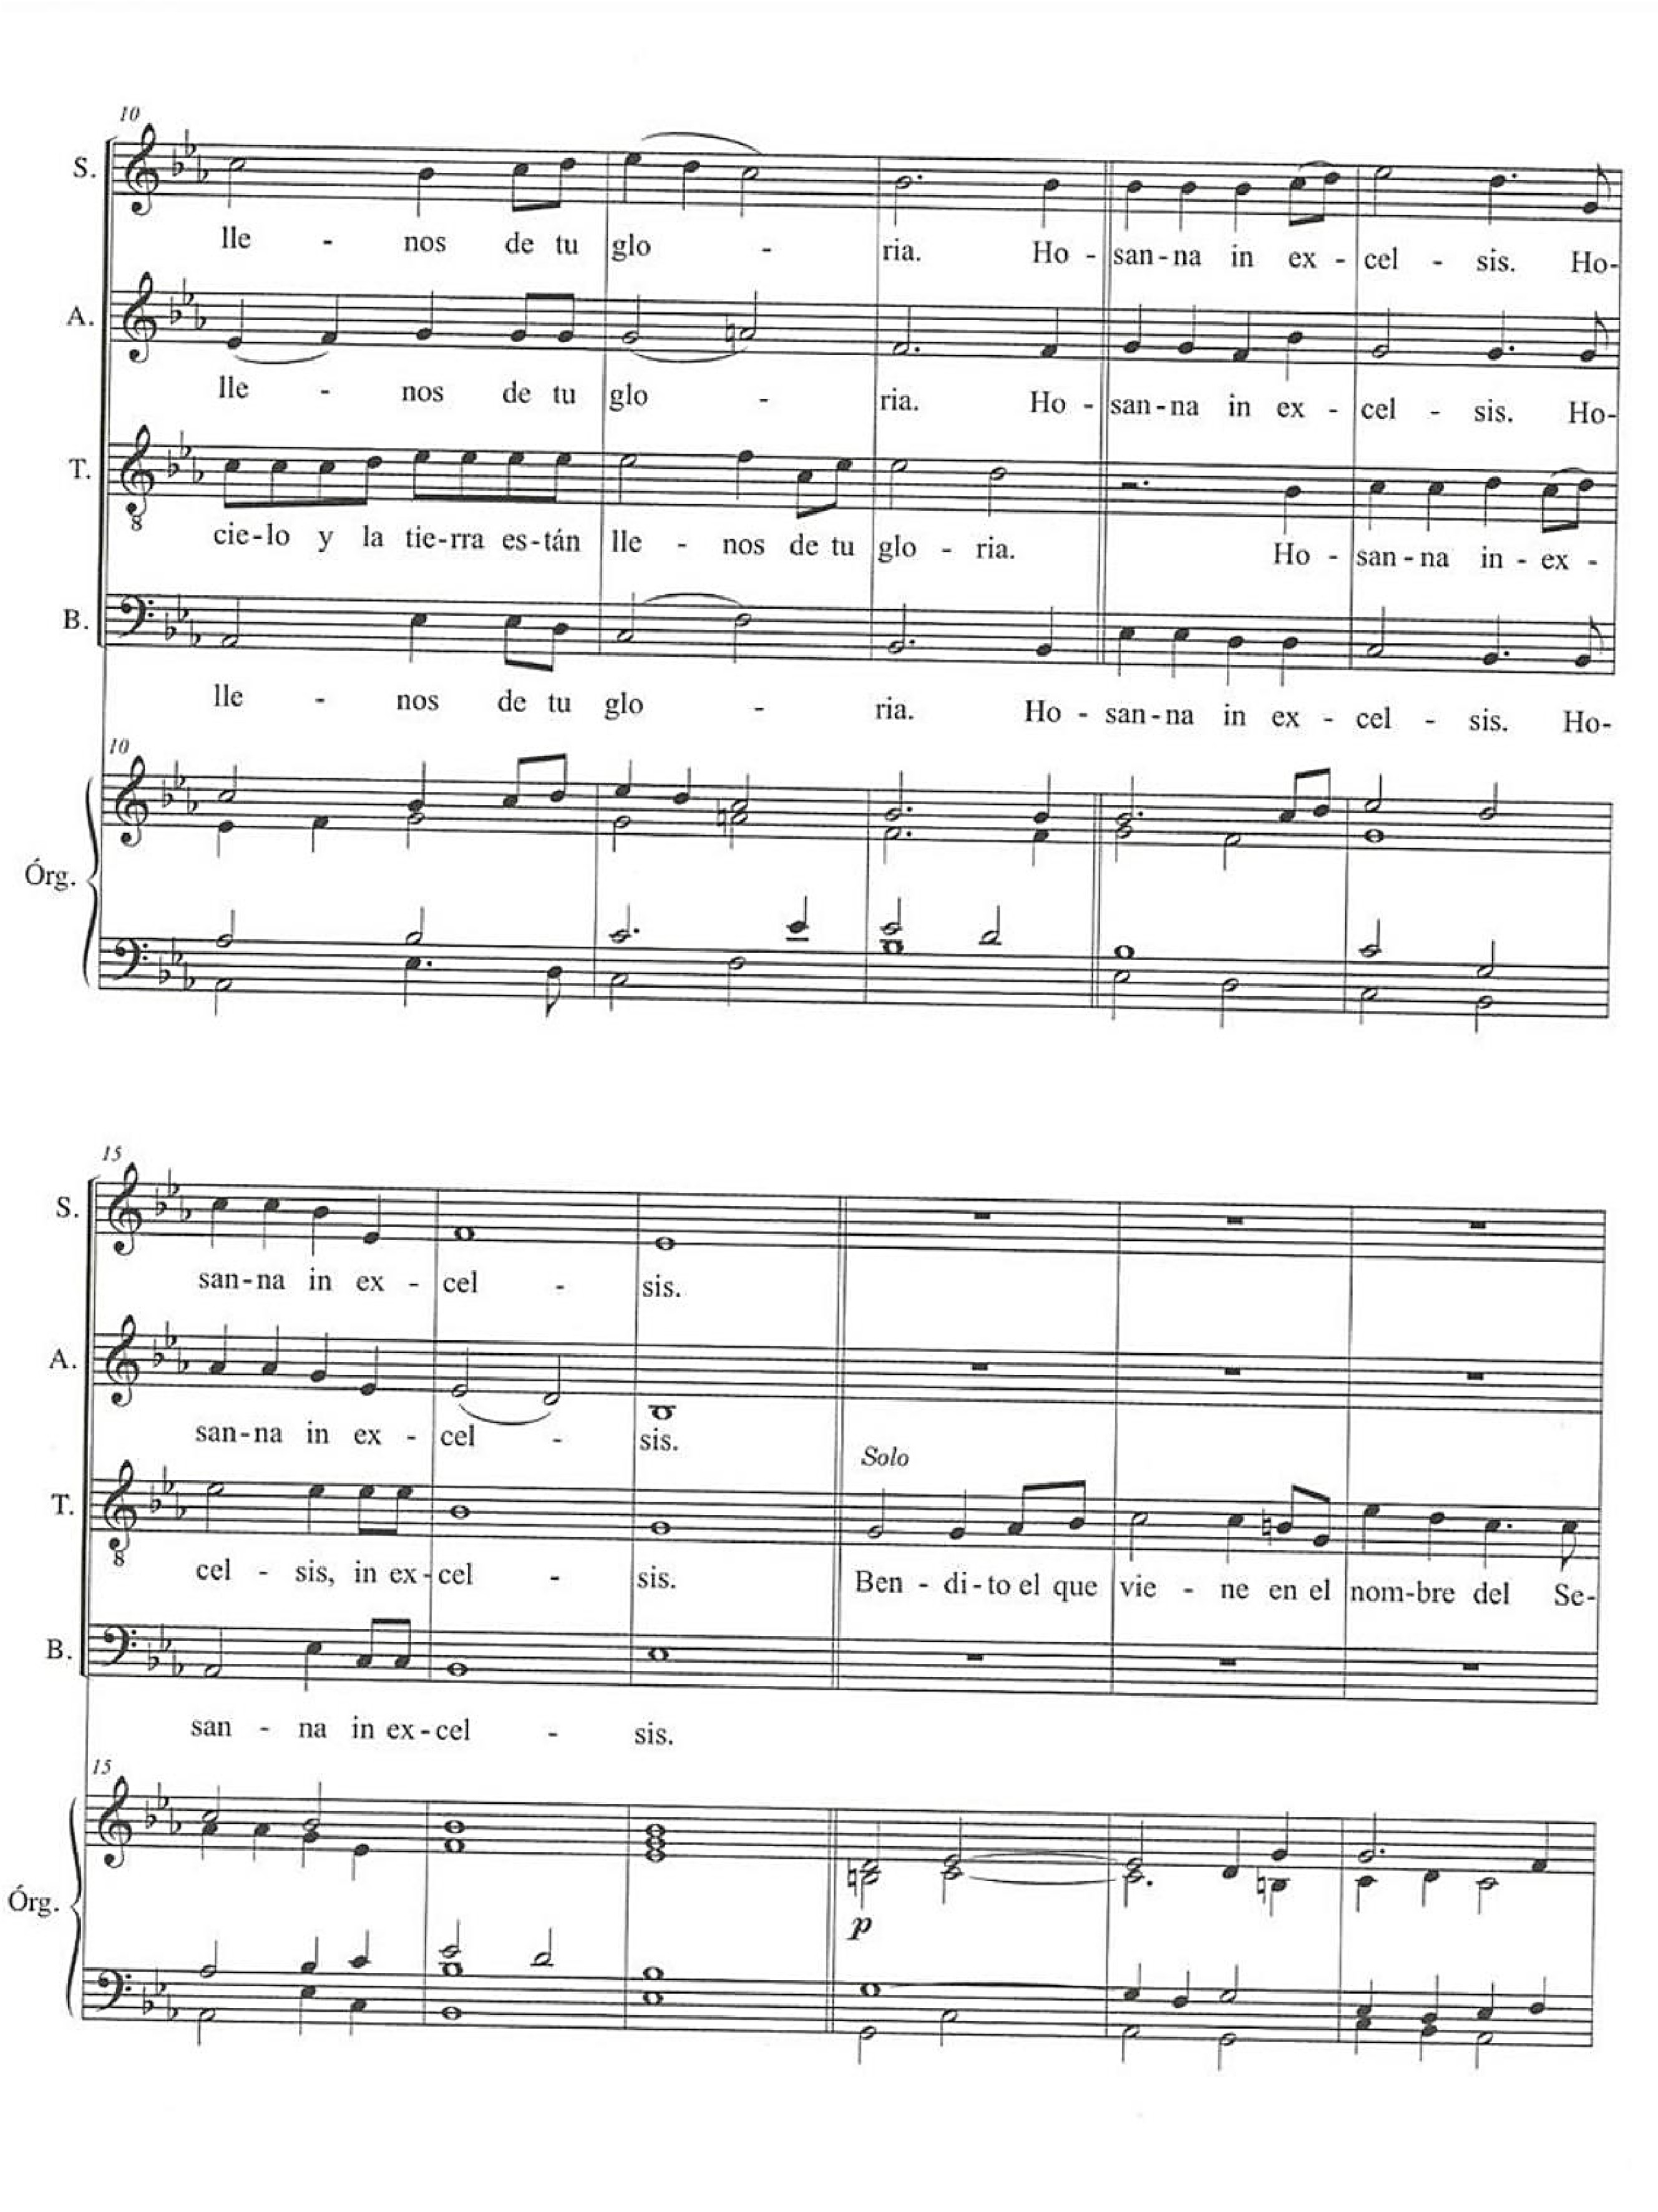 10
S.
lle - nos de tu glo - ria. Ho - san - na in ex - cel - sis. Ho-
A.
lle - nos de tu glo - ria. Ho - san - na in ex - cel - sis. Ho-
T.
8
cie-lo y la tie-rra es-tán lle - nos de tu glo - ria. Ho - san - na in - ex -
B.
lle - nos de tu glo - ria. Ho - san - na in ex - cel - sis. Ho-
10
Órg.
15
S.
san-na in ex - cel - sis.
A.
san-na in ex - cel - sis.
Solo
T.
8
cel - sis, in ex-cel - sis. Ben - di-to el que vie - ne en el nom-bre del Se-
B.
san - na in ex-cel - sis.
15
Órg.
p